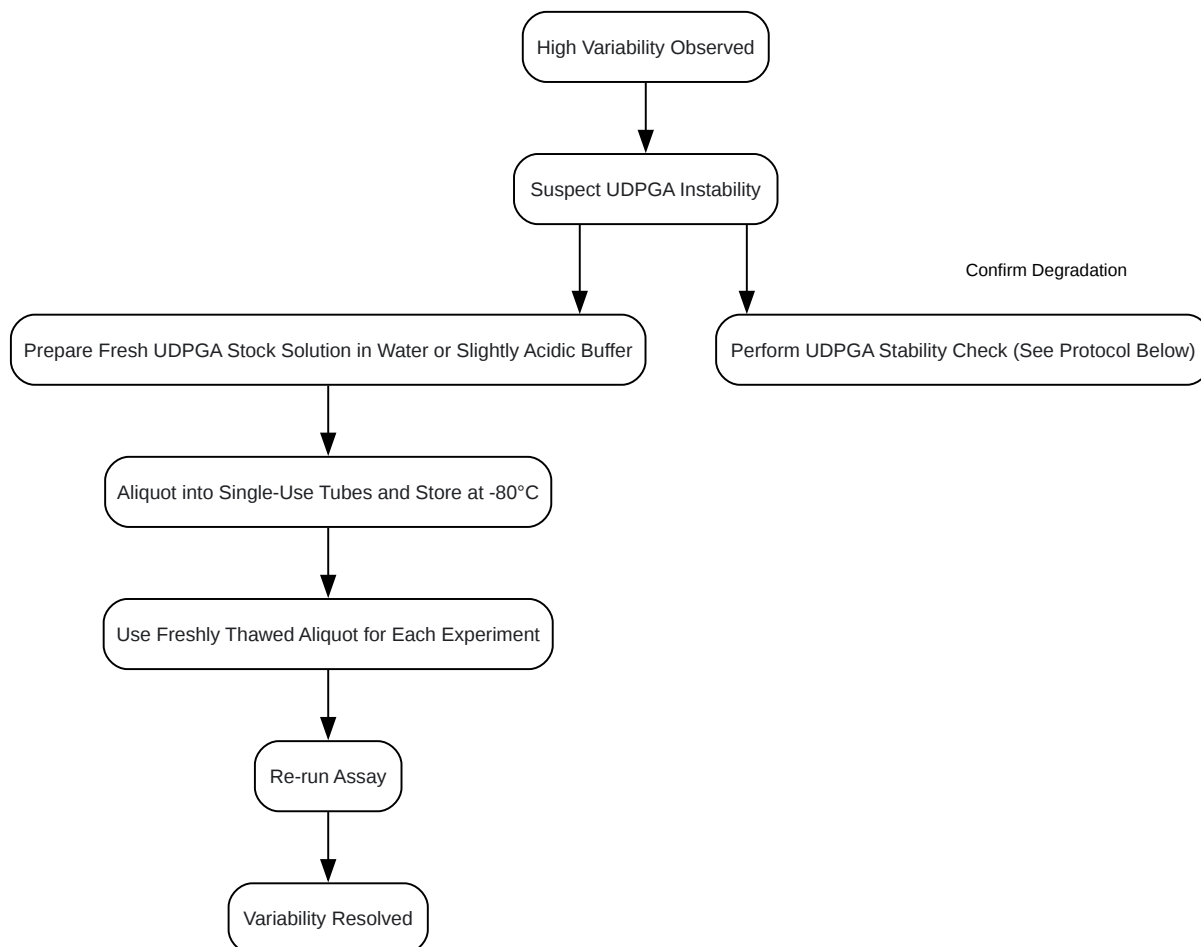 High Variability Observed
Suspect UDPGA Instability
Confirm Degradation
Prepare Fresh UDPGA Stock Solution in Water or Slightly Acidic Buffer
Perform UDPGA Stability Check (See Protocol Below)
Aliquot into Single-Use Tubes and Store at -80°C
Use Freshly Thawed Aliquot for Each Experiment
Re-run Assay
Variability Resolved